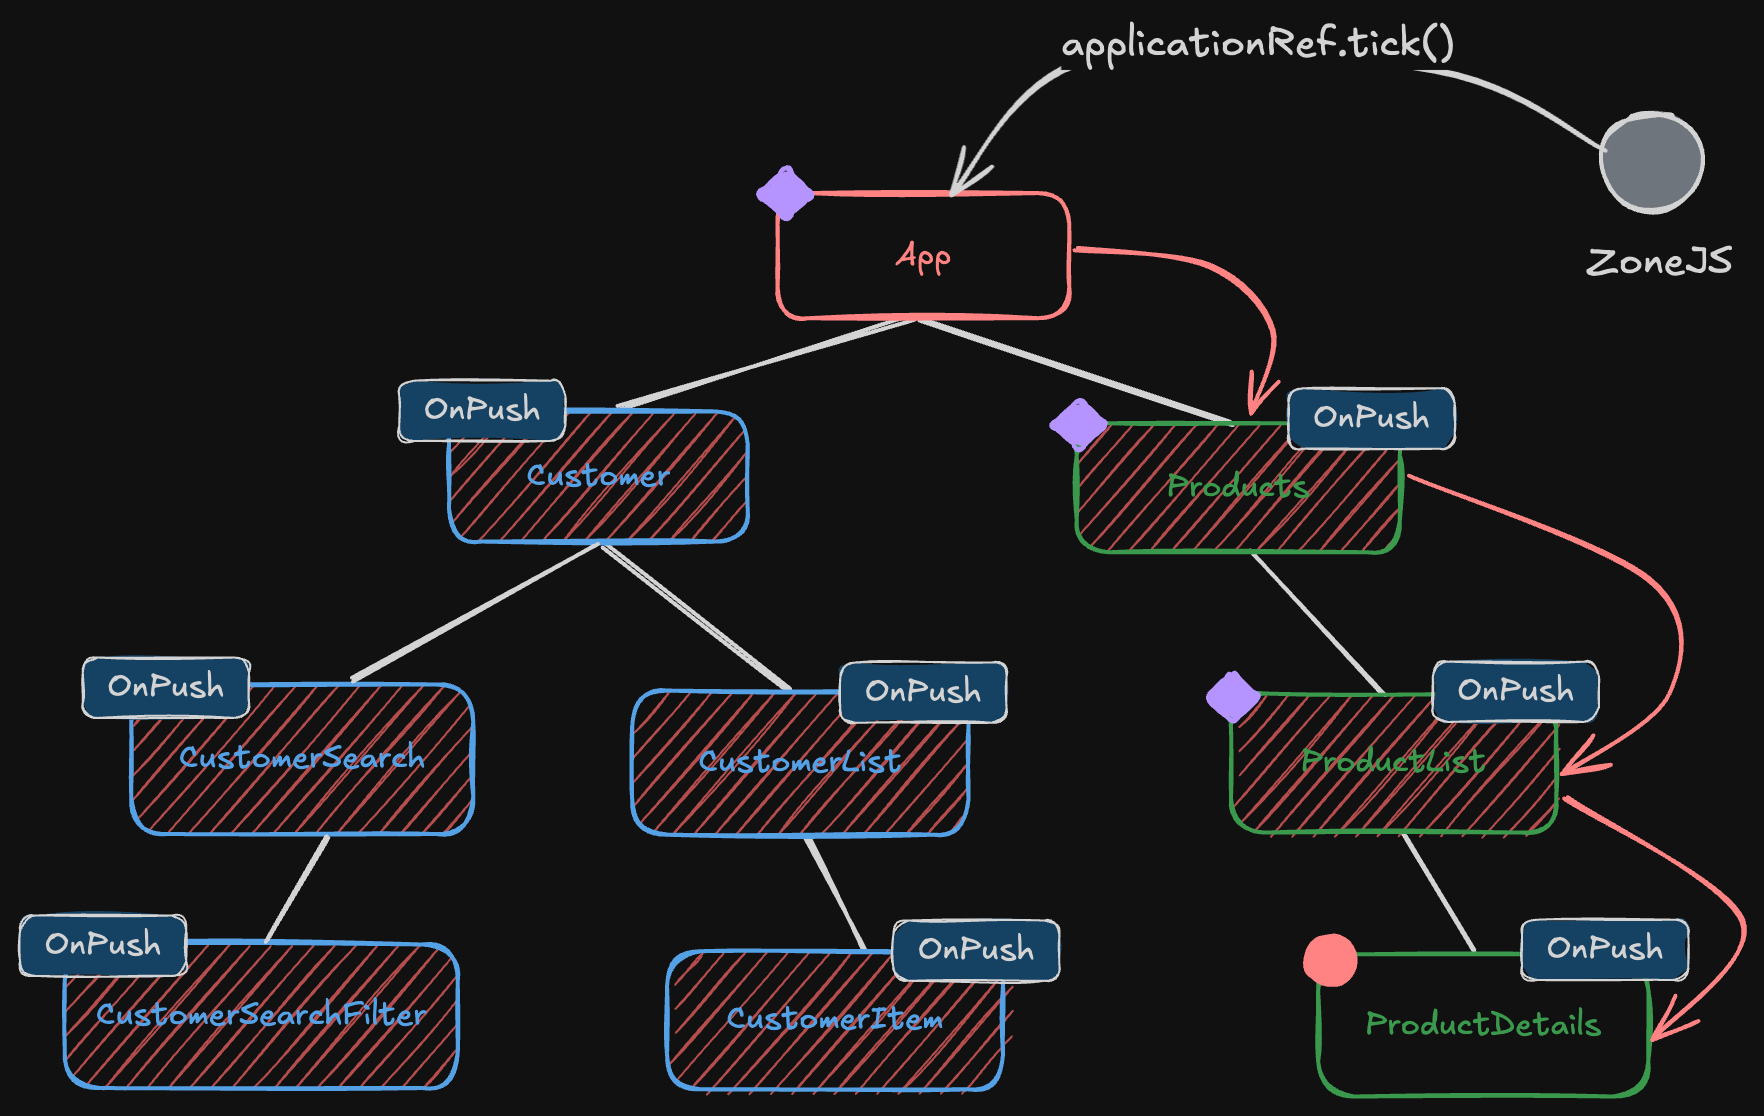 applicationRef.tick()
ZoneJS
App
OnPush
Customer
OnPush
Products
OnPush
CustomerSearch
OnPush
CustomerList
OnPush
ProductList
OnPush
CustomerSearchFilter
OnPush
CustomerItem
OnPush
ProductDetails